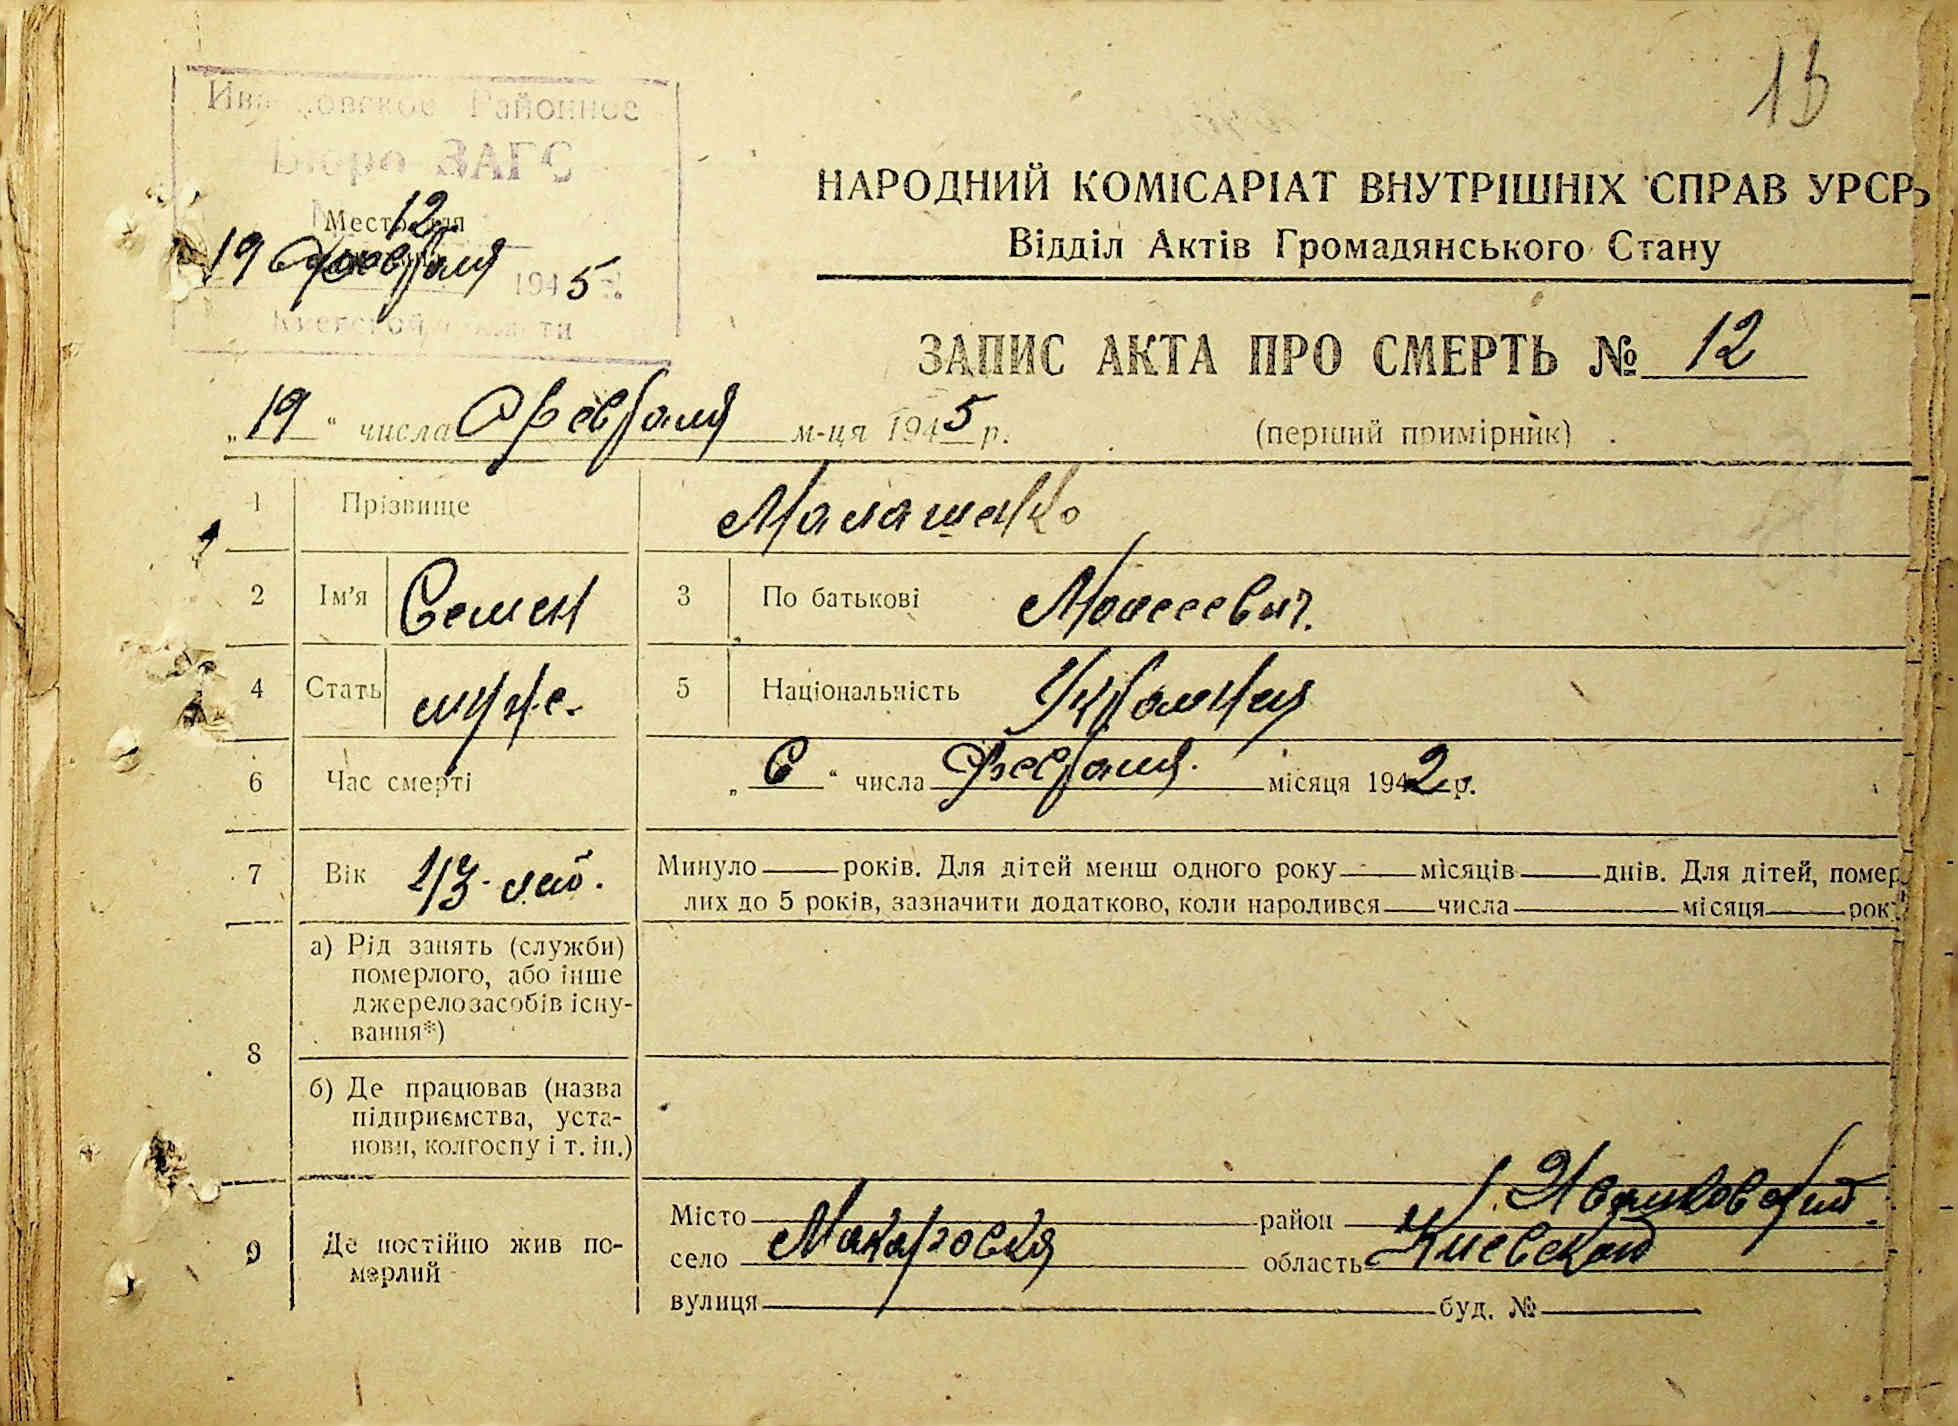 13
Районное
Бюро ЗАГС
12
19 февраля 1945 г.
Киевской области
НАРОДНИЙ КОМІСАРІАТ ВНУТРІШНІХ СПРАВ УРСР
Відділ Актів Громадянського Стану
ЗАПИС АКТА ПРО СМЕРТЬ № 12
„19“ числа февраля м-ця 1945 р.
(перший примірник)
1 Прізвище Малашенко
2 Ім'я Семен 3 По батькові Моисеевич.
4 Стать муж. 5 Національність
6 Час смерті „6“ числа февраля. місяця 1942 р.
7 Вік 43 лет. Минуло років. Для дітей менш одного року місяців днів. Для дітей, помер
лих до 5 років, зазначити додатково, коли народився числа місяця рок
8 а) Рід занять (служби)
померлого, або інше
джерело засобів існу-
вання*)
б) Де працював (назва
підприємства, уста-
нови, колгоспу і т. ін.)
9 Де постійно жив по-
мерлий
Місто район Иванковский
село Макаровка область Киевской
вулиця буд. №